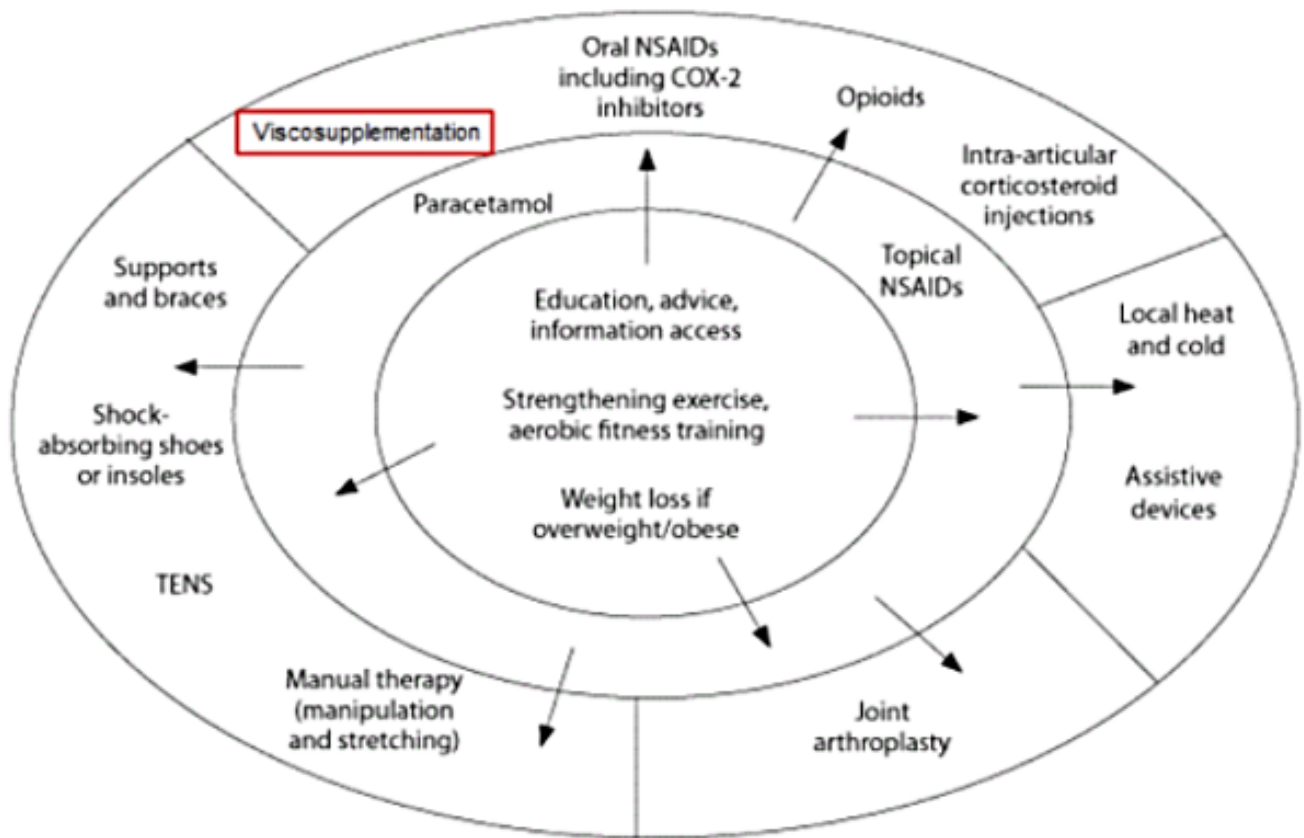 Oral NSAIDs
including COX-2
inhibitors
Opioids
Viscosupplementation
Intra-articular
corticosteroid
injections
Paracetamol
Topical
NSAIDs
Supports
and braces
Education, advice,
information access
Local heat
and cold
Shock-
absorbing shoes
or insoles
Strengthening exercise,
aerobic fitness training
Assistive
devices
Weight loss if
overweight/obese
TENS
Manual therapy
(manipulation
and stretching)
Joint
arthroplasty